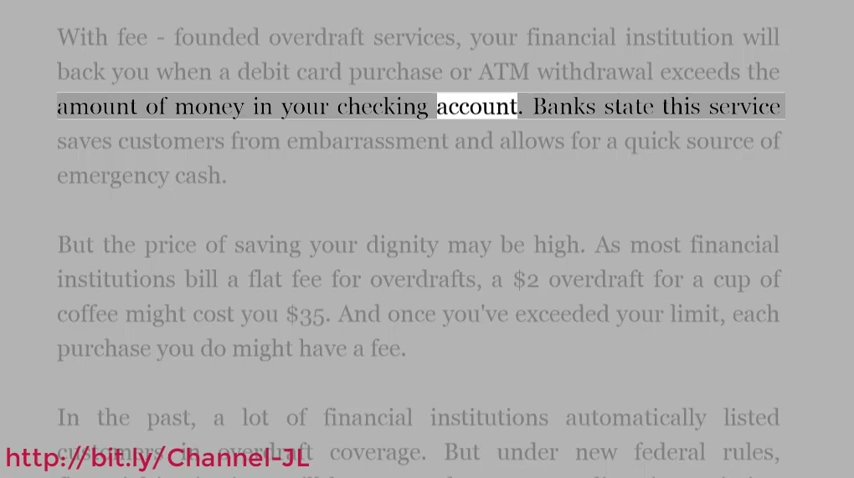 With fee - founded overdraft services, your financial institution will
back you when a debit card purchase or ATM withdrawal exceeds the
amount of money in your checking account. Banks state this service
saves customers from embarrassment and allows for a quick source of
emergency cash.
But the price of saving your dignity may be high. As most financial
institutions bill a flat fee for overdrafts, a $2 overdraft for a cup of
coffee might cost you $35. And once you've exceeded your limit, each
purchase you do might have a fee.
In the past, a lot of financial institutions automatically listed
customers in overdraft coverage. But under new federal rules,
http://bit.ly/Channel-JL